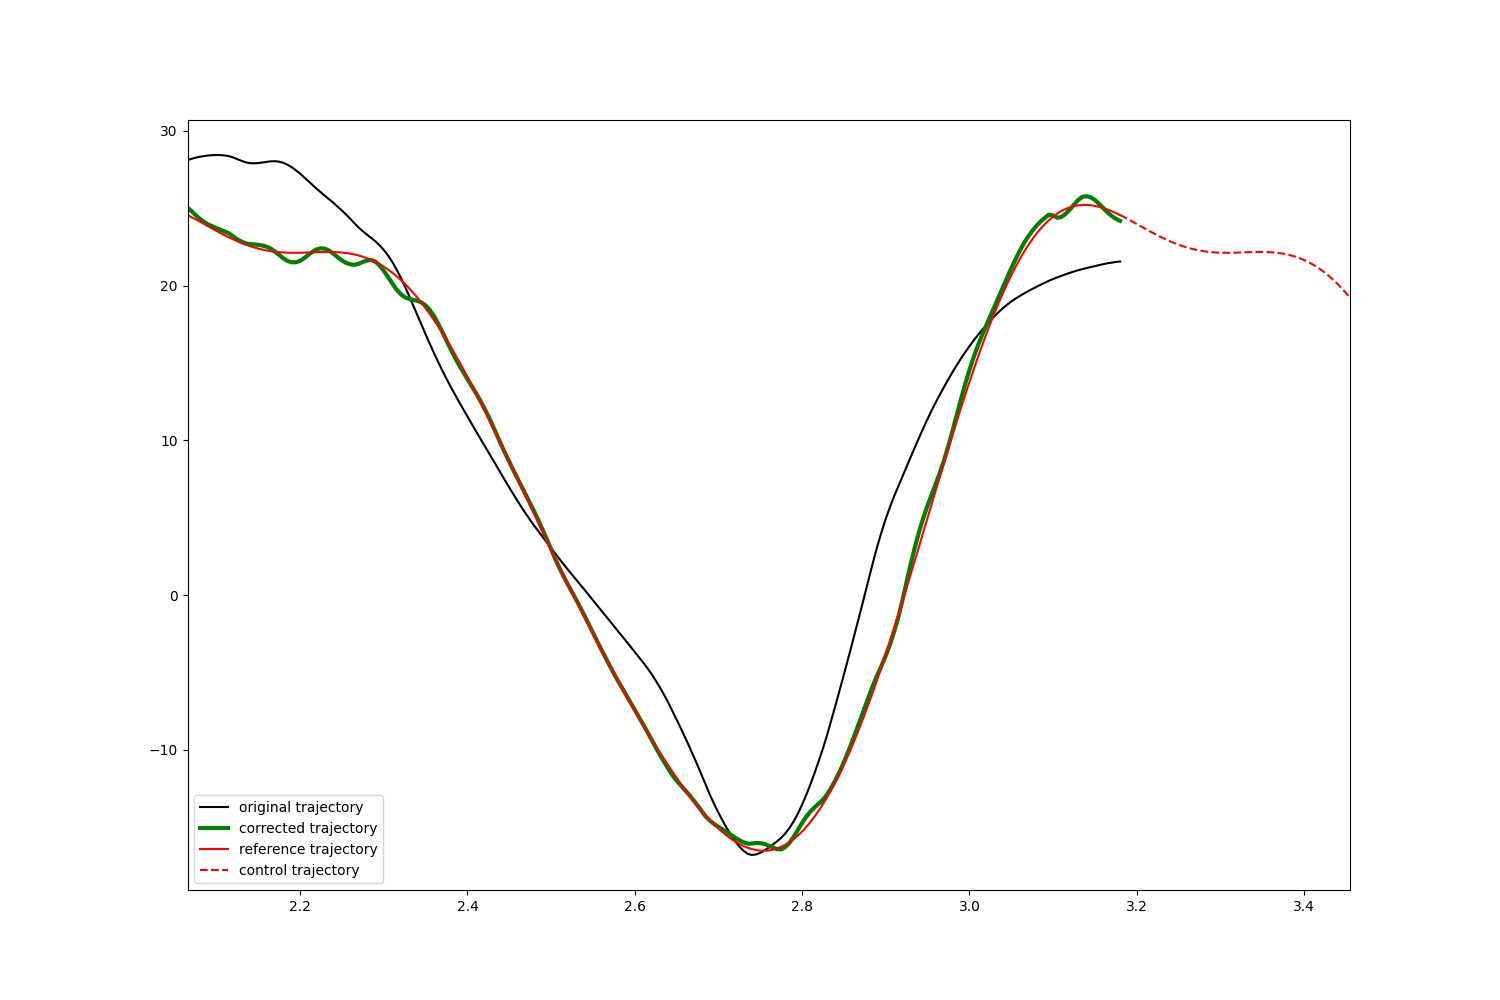 30
20
10
0
−10
original trajectory
corrected trajectory
reference trajectory
control trajectory
2.2 2.4 2.6 2.8 3.0 3.2 3.4